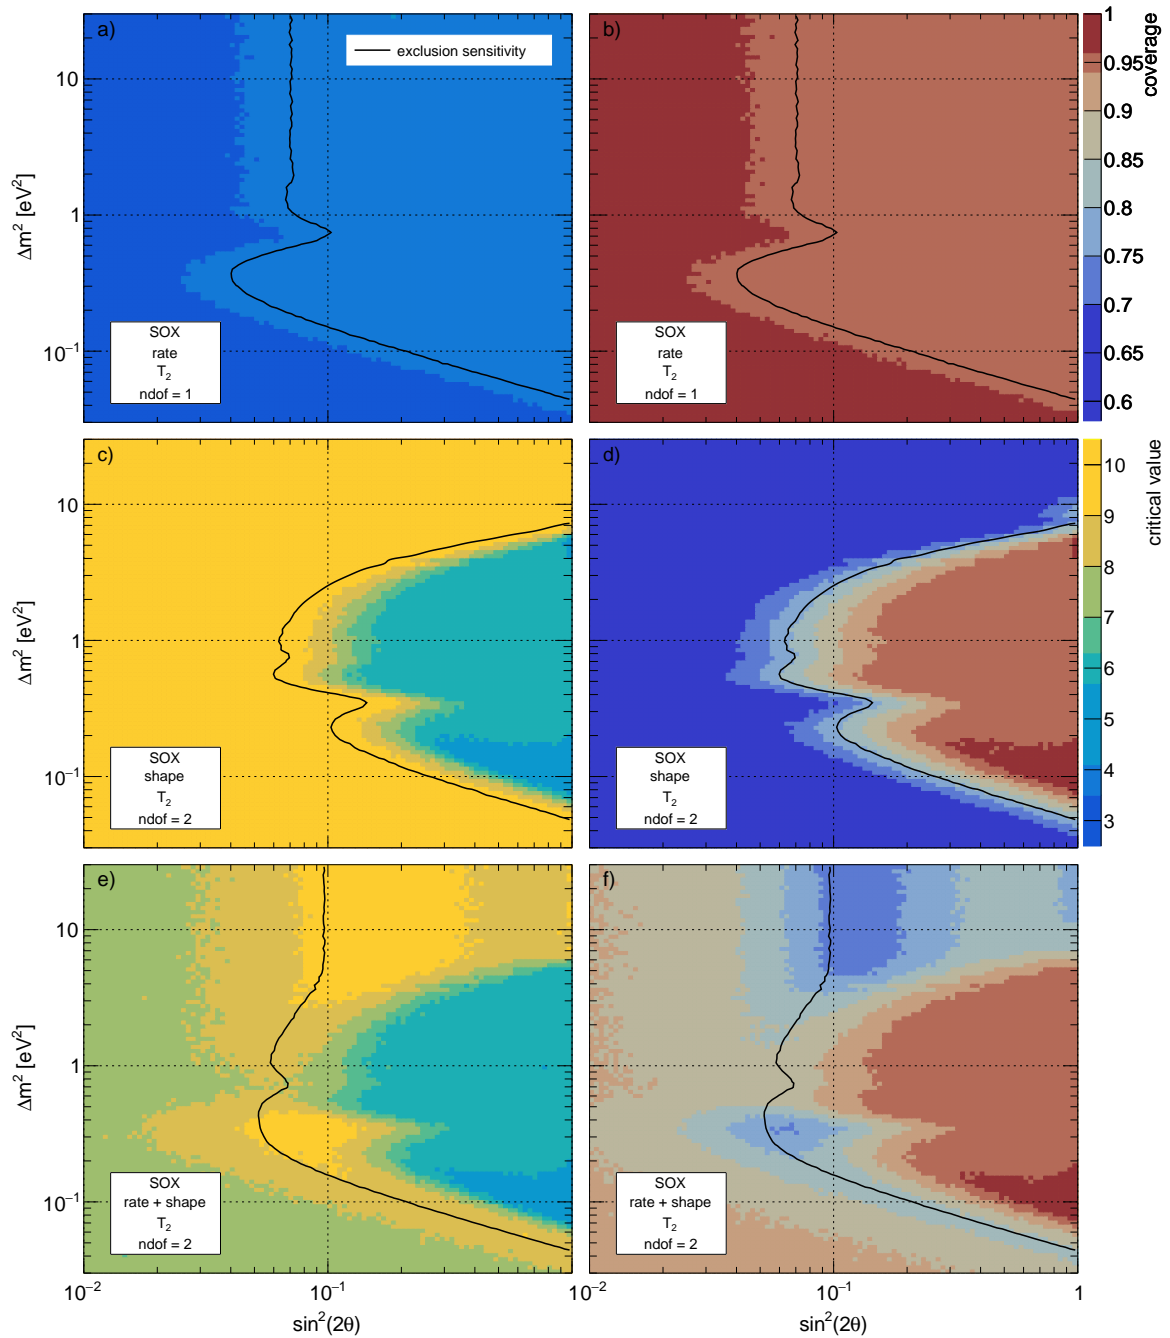 a)
exclusion sensitivity
10
1
10⁻¹
Δm² [eV²]
SOX
rate
T₂
ndof = 1
b)
SOX
rate
T₂
ndof = 1
1
0.95
0.9
0.85
0.8
0.75
0.7
0.65
0.6
coverage
c)
10
1
10⁻¹
Δm² [eV²]
SOX
shape
T₂
ndof = 2
d)
SOX
shape
T₂
ndof = 2
10
9
8
7
6
5
4
3
critical value
e)
10
1
10⁻¹
Δm² [eV²]
SOX
rate + shape
T₂
ndof = 2
10⁻²
10⁻¹
sin²(2θ)
f)
SOX
rate + shape
T₂
ndof = 2
10⁻²
10⁻¹
1
sin²(2θ)